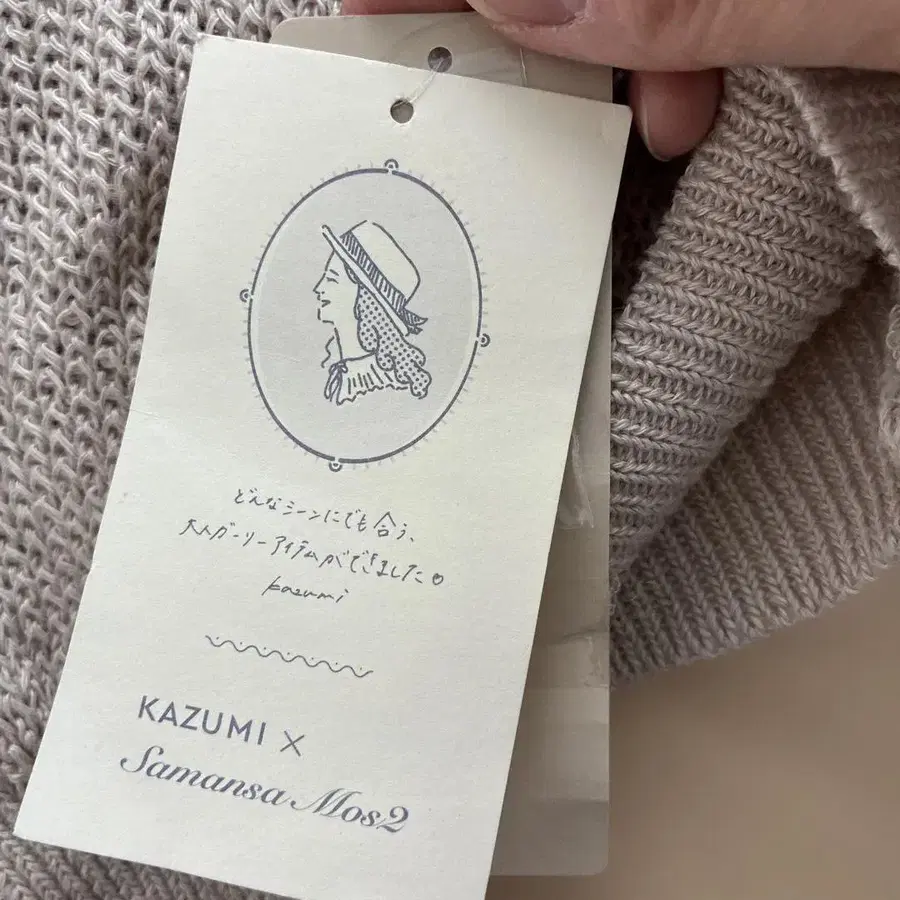 どんなシーンにでも合う、
大人ガーリーアイテムができました♡
kazumi
KAZUMI ×
Samansa Mos2